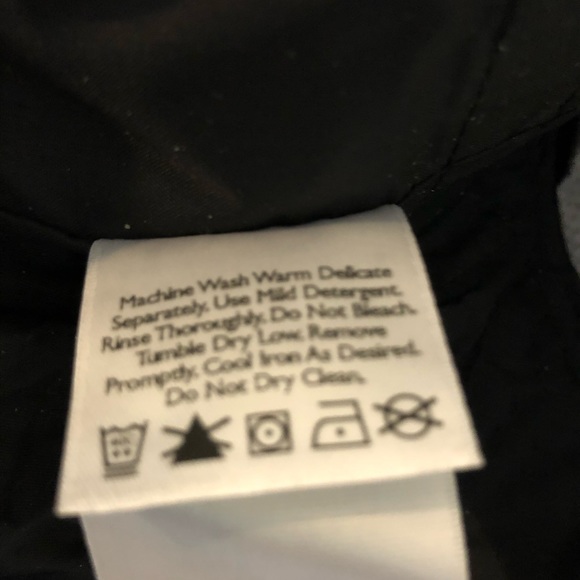 Machine Wash Warm Delicate
Separately, Use Mild Detergent.
Rinse Thoroughly, Do Not Bleach.
Tumble Dry Low, Remove
Promptly, Cool Iron As Desired.
Do Not Dry Clean.